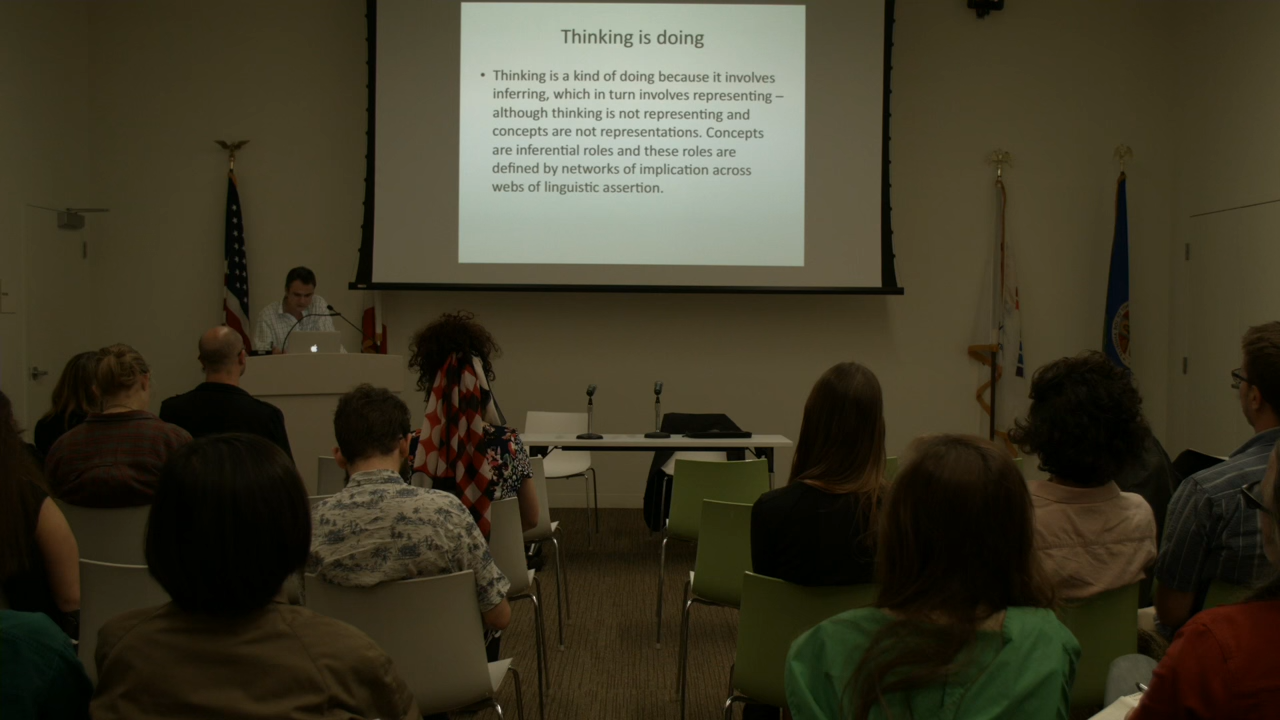 Thinking is doing
• Thinking is a kind of doing because it involves
inferring, which in turn involves representing –
although thinking is not representing and
concepts are not representations. Concepts
are inferential roles and these roles are
defined by networks of implication across
webs of linguistic assertion.